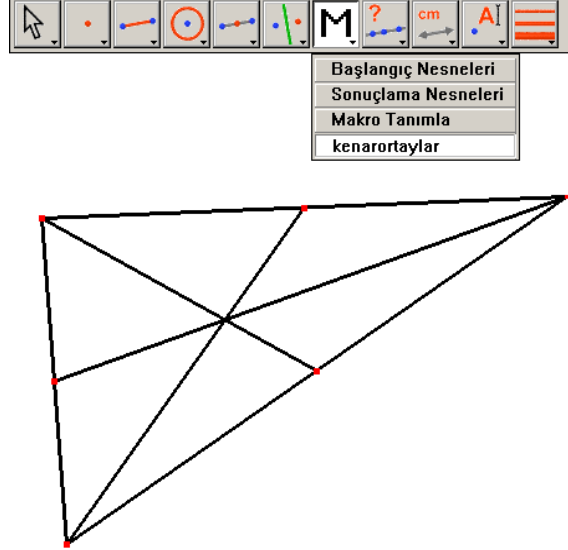 M
?
cm
A
Başlangıç Nesneleri
Sonuçlama Nesneleri
Makro Tanımla
kenarortaylar